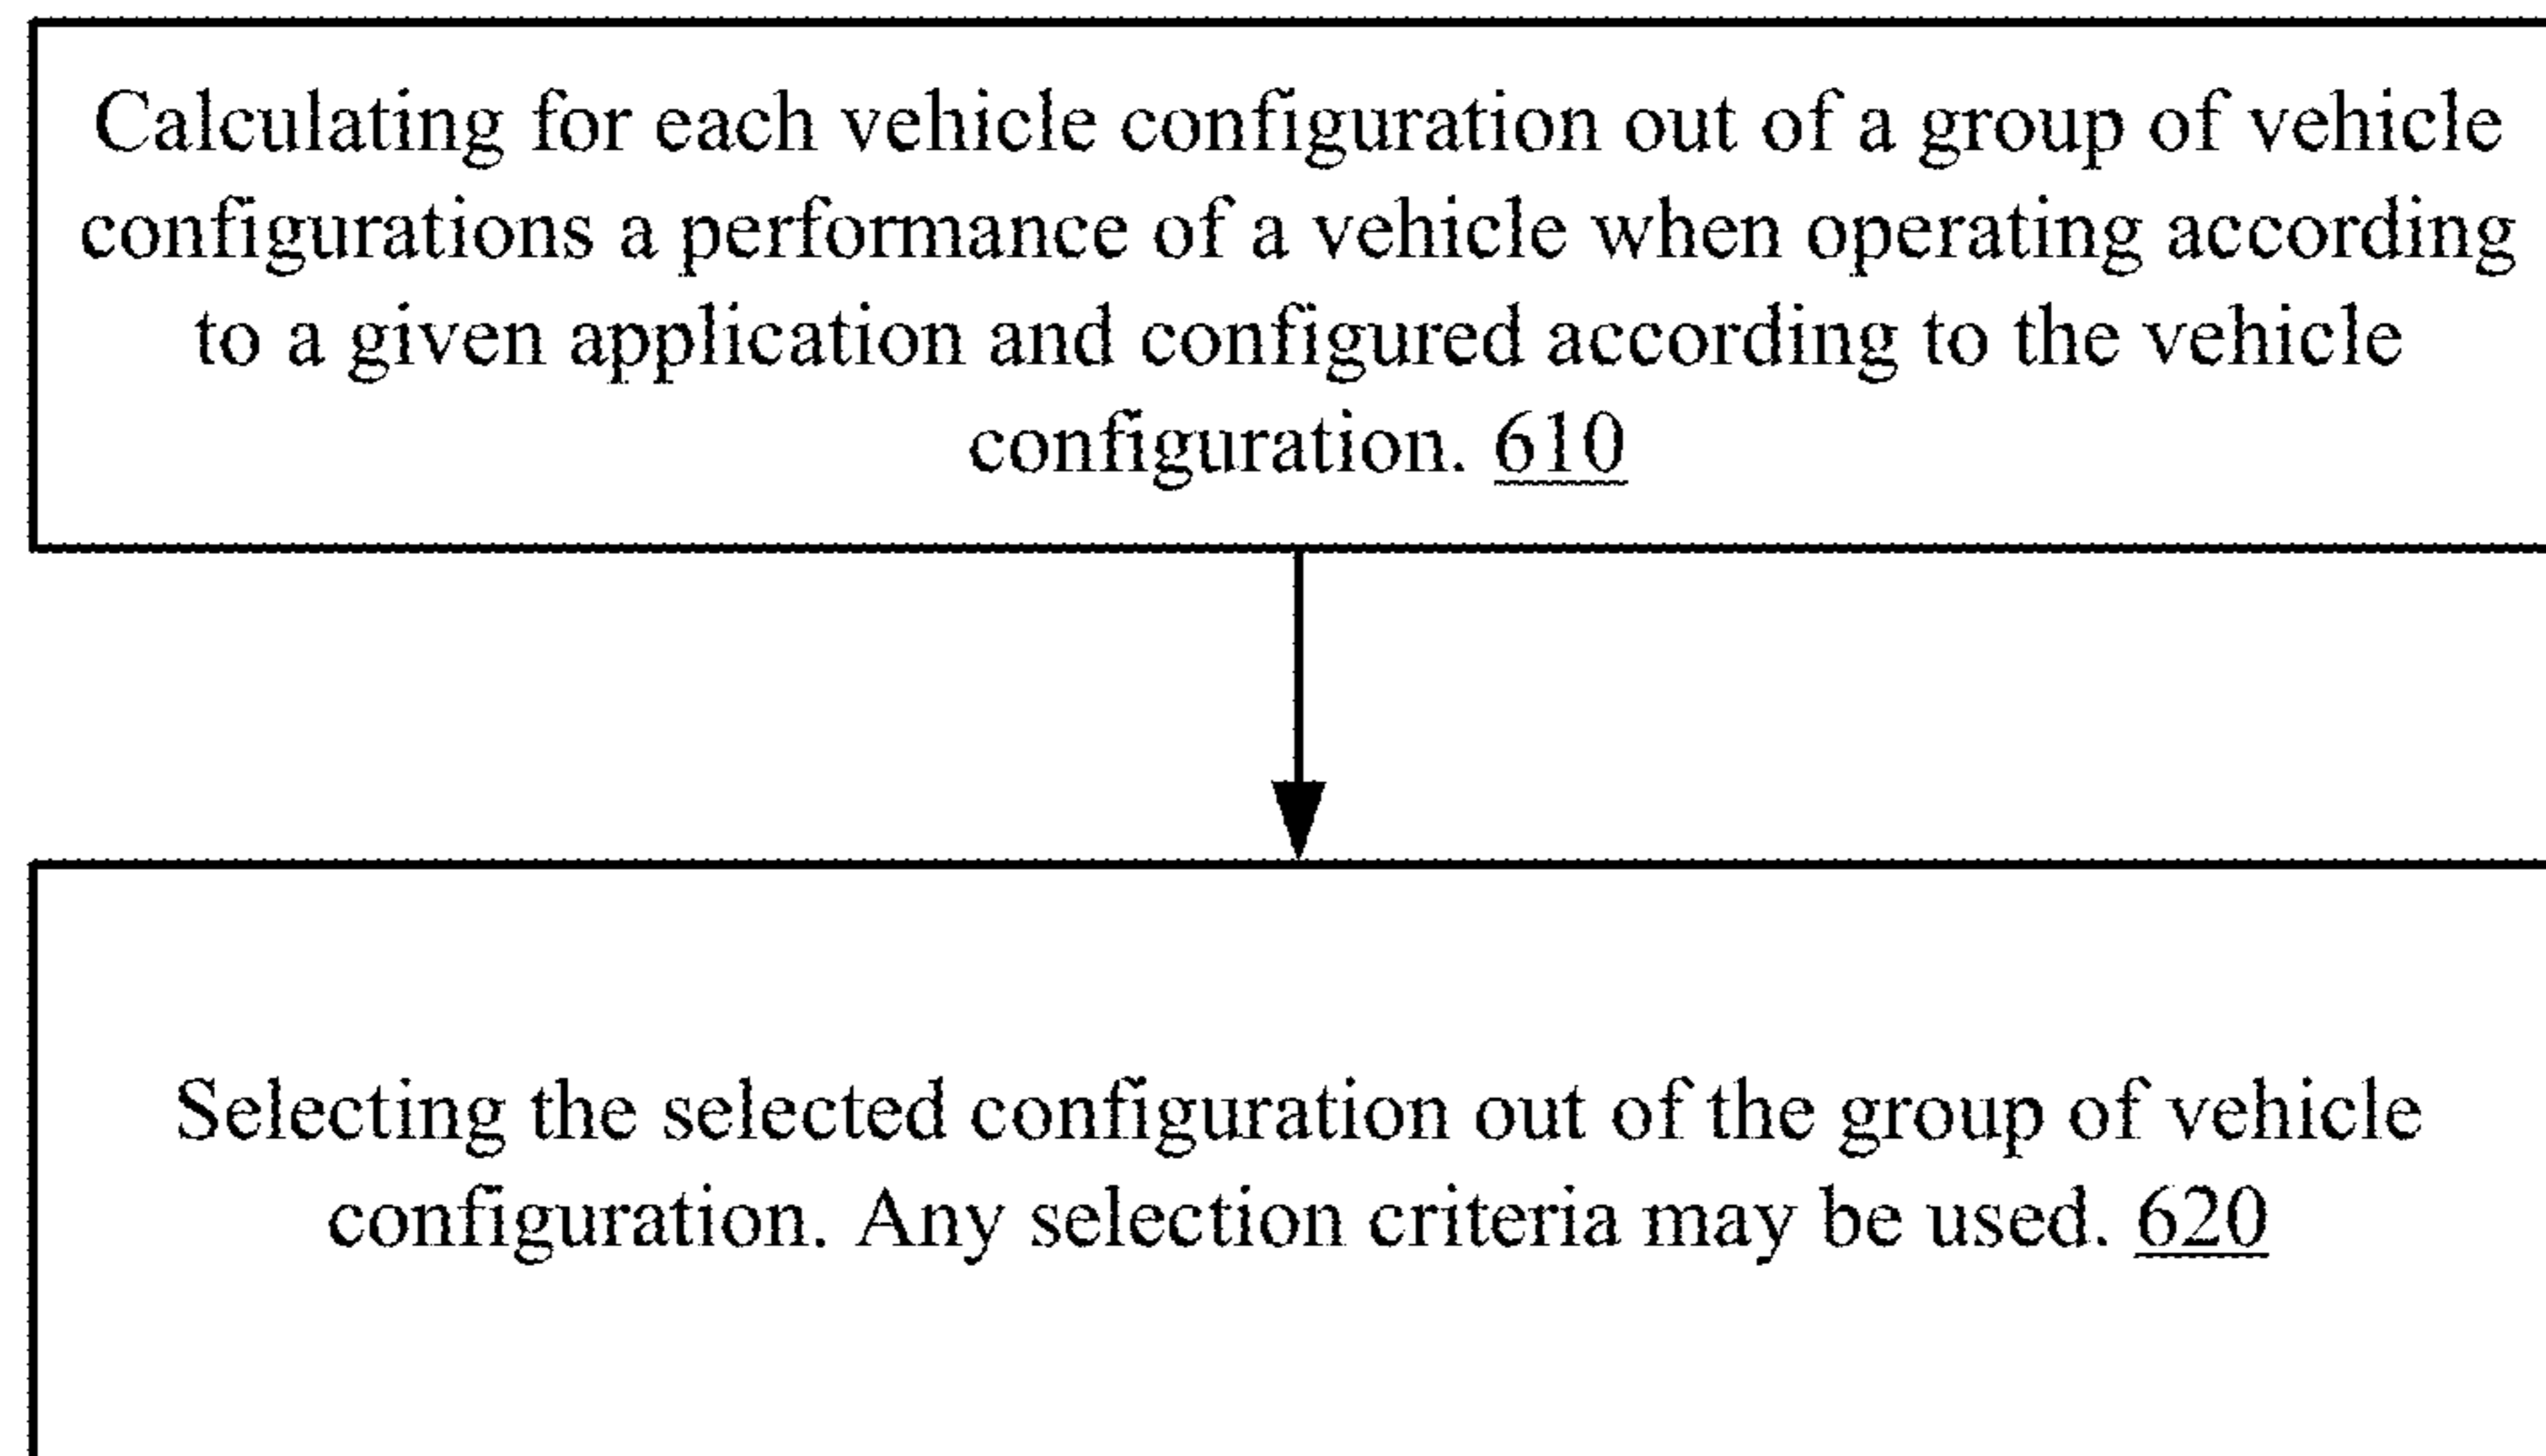 Calculating for each vehicle configuration out of a group of vehicle
configurations a performance of a vehicle when operating according
to a given application and configured according to the vehicle
configuration. 610
Selecting the selected configuration out of the group of vehicle
configuration. Any selection criteria may be used. 620